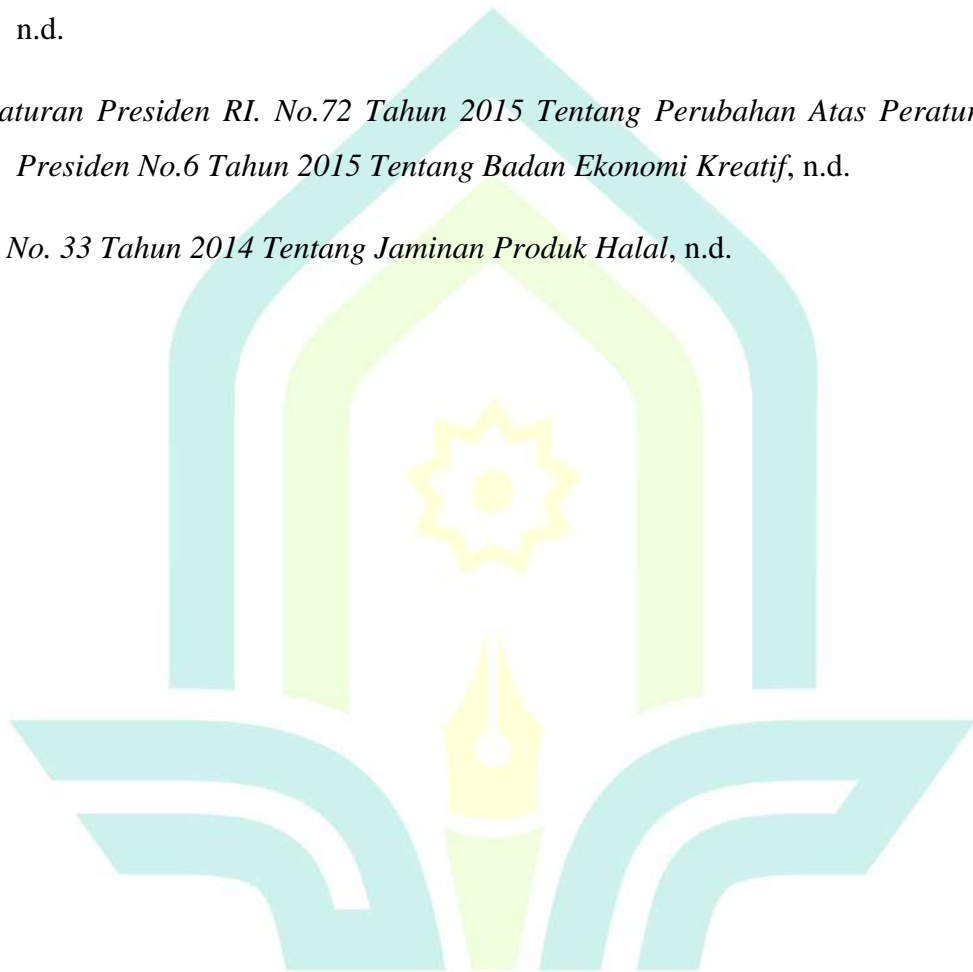 n.d.
aturan Presiden RI. No.72 Tahun 2015 Tentang Perubahan Atas Peratur
Presiden No.6 Tahun 2015 Tentang Badan Ekonomi Kreatif, n.d.
No. 33 Tahun 2014 Tentang Jaminan Produk Halal, n.d.